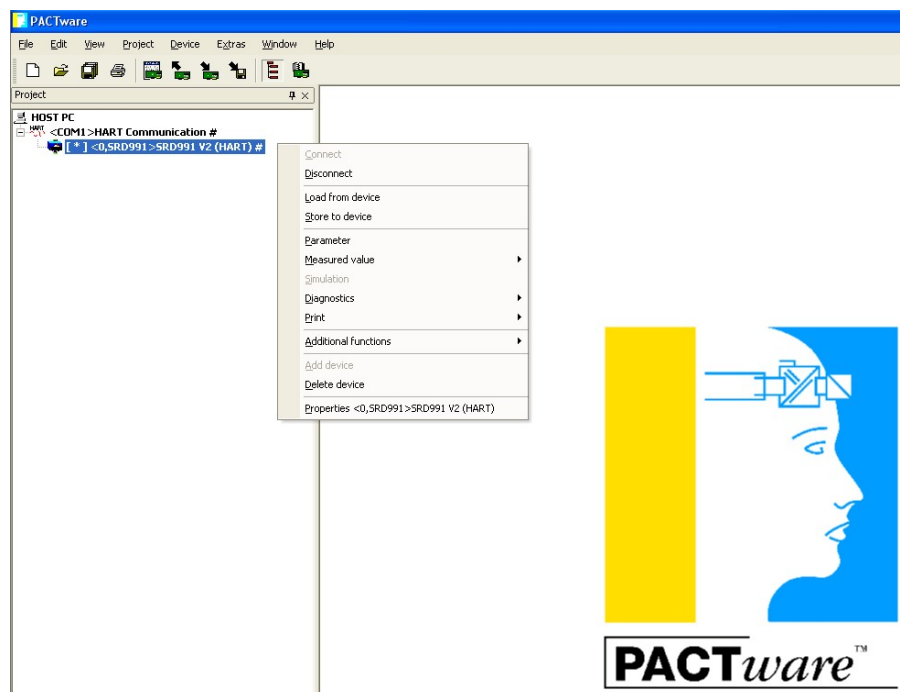 PACTware
File Edit View Project Device Extras Window Help
Project
HOST PC
HART <COM1>HART Communication #
[ * ] <0,SRD991>SRD991 V2 (HART) #
Connect
Disconnect
Load from device
Store to device
Parameter
Measured value
Simulation
Diagnostics
Print
Additional functions
Add device
Delete device
Properties <0,SRD991>SRD991 V2 (HART)
PACTware™